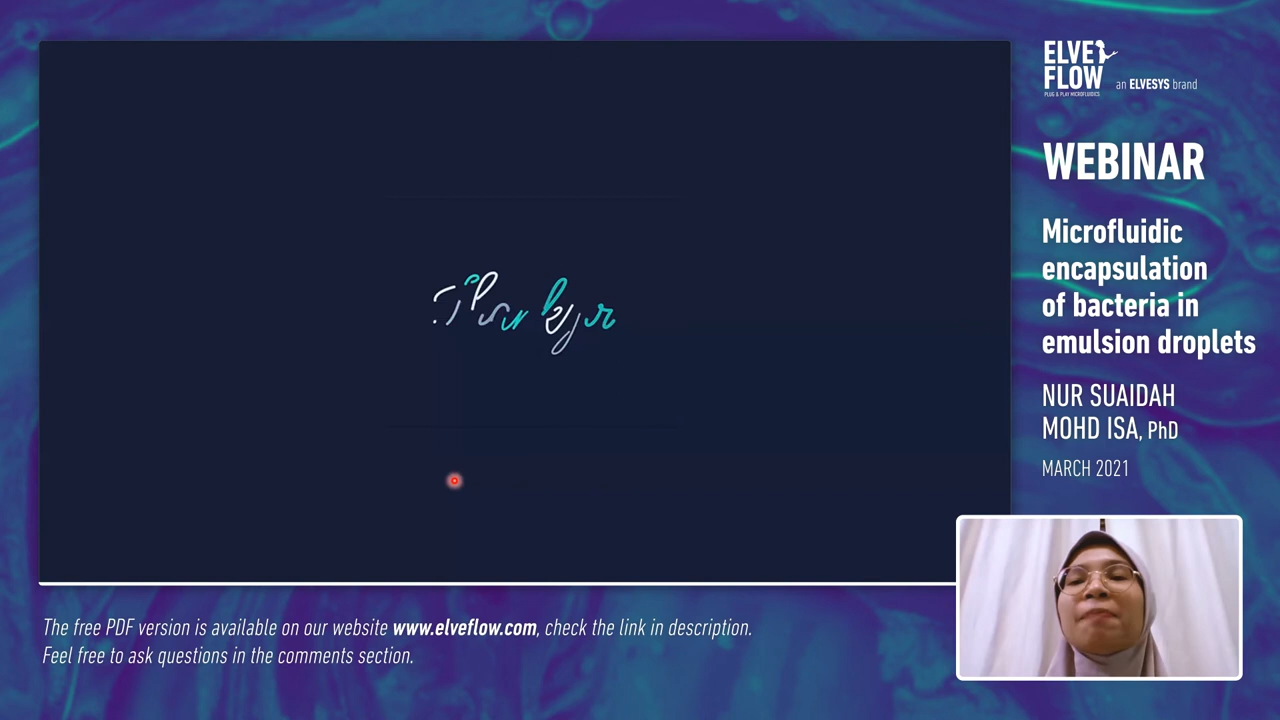 ELVE
FLOW
PLUG & PLAY MICROFLUIDICS
an ELVESYS brand
WEBINAR
Microfluidic
encapsulation
of bacteria in
emulsion droplets
NUR SUAIDAH
MOHD ISA, PhD
MARCH 2021
The free PDF version is available on our website www.elveflow.com, check the link in description.
Feel free to ask questions in the comments section.